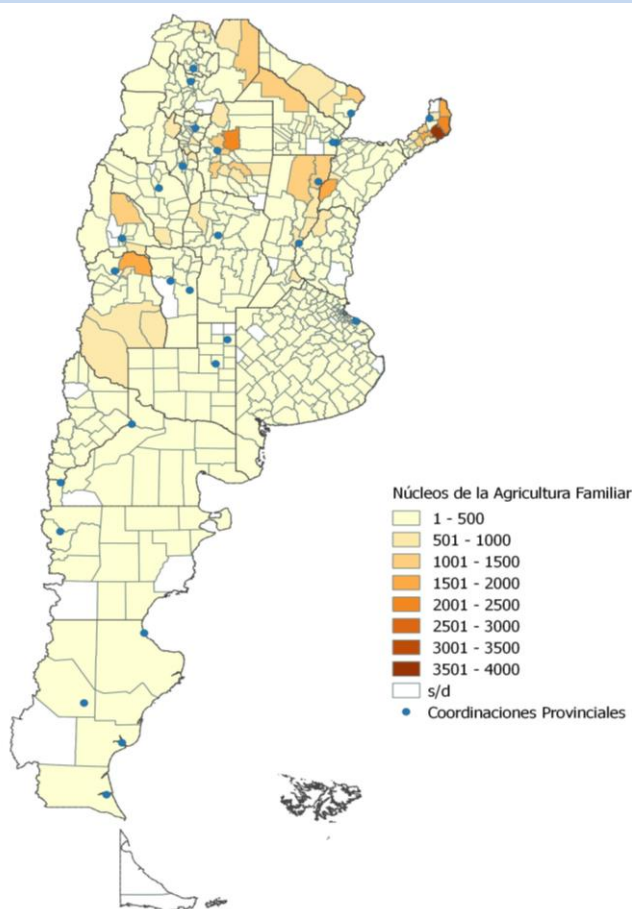 Núcleos de la Agricultura Familiar
1 - 500
501 - 1000
1001 - 1500
1501 - 2000
2001 - 2500
2501 - 3000
3001 - 3500
3501 - 4000
s/d
Coordinaciones Provinciales